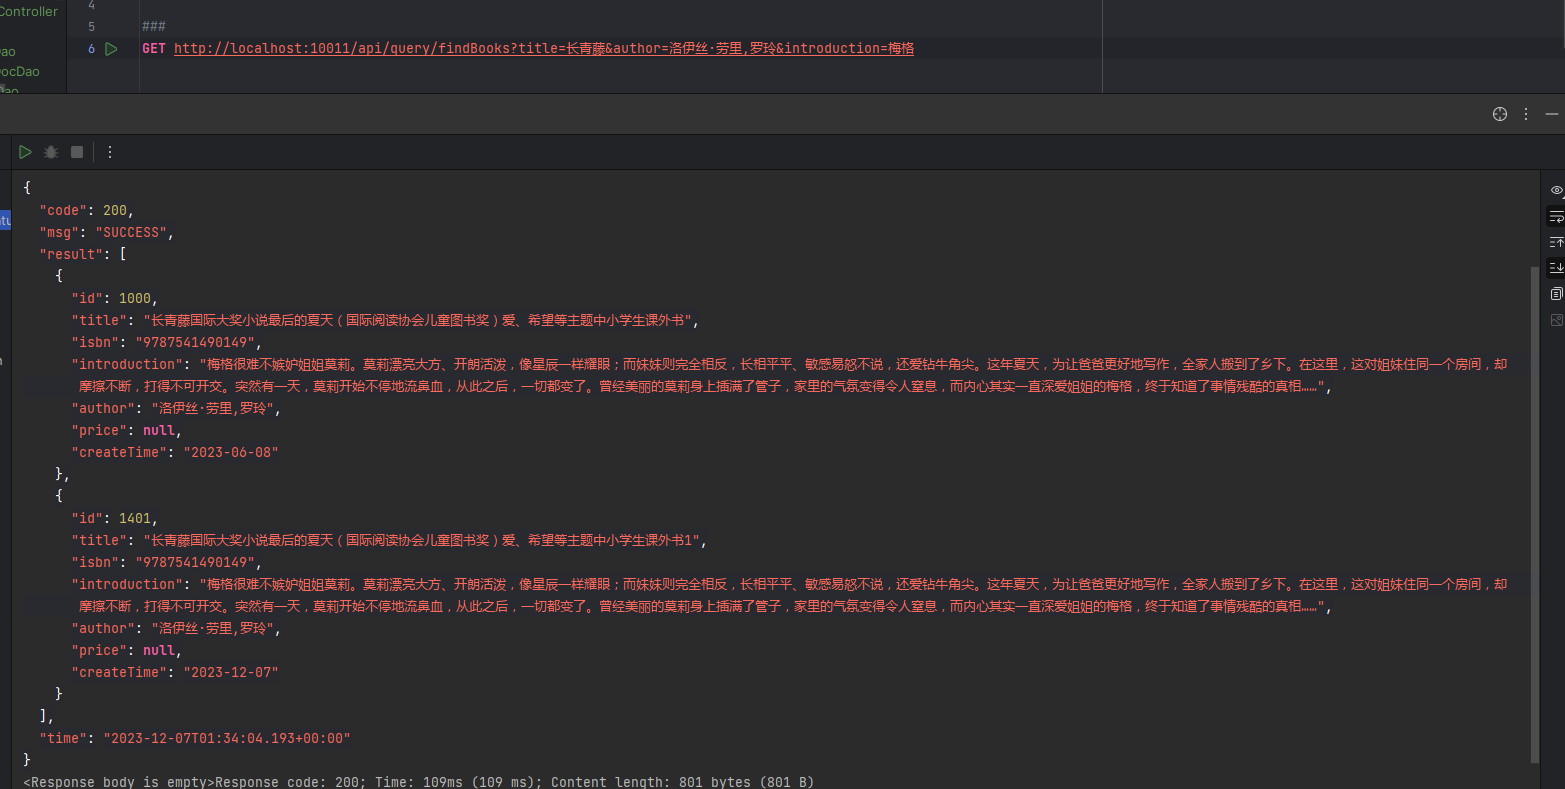 Controller
4
5 ###
6 GET http://localhost:10011/api/query/findBooks?title=长青藤&author=洛伊丝·劳里,罗玲&introduction=梅格
ao
ocDao
{
"code": 200,
"msg": "SUCCESS",
"result": [
{
"id": 1000,
"title": "长青藤国际大奖小说最后的夏天（国际阅读协会儿童图书奖）爱、希望等主题中小学生课外书",
"isbn": "9787541490149",
"introduction": "梅格很难不嫉妒姐姐莫莉。莫莉漂亮大方、开朗活泼，像星辰一样耀眼；而妹妹则完全相反，长相平平、敏感易怒不说，还爱钻牛角尖。这年夏天，为让爸爸更好地写作，全家人搬到了乡下。在这里，这对姐妹住同一个房间，却
摩擦不断，打得不可开交。突然有一天，莫莉开始不停地流鼻血，从此之后，一切都变了。曾经美丽的莫莉身上插满了管子，家里的气氛变得令人窒息，而内心其实一直深爱姐姐的梅格，终于知道了事情残酷的真相……",
"author": "洛伊丝·劳里,罗玲",
"price": null,
"createTime": "2023-06-08"
},
{
"id": 1401,
"title": "长青藤国际大奖小说最后的夏天（国际阅读协会儿童图书奖）爱、希望等主题中小学生课外书1",
"isbn": "9787541490149",
"introduction": "梅格很难不嫉妒姐姐莫莉。莫莉漂亮大方、开朗活泼，像星辰一样耀眼；而妹妹则完全相反，长相平平、敏感易怒不说，还爱钻牛角尖。这年夏天，为让爸爸更好地写作，全家人搬到了乡下。在这里，这对姐妹住同一个房间，却
摩擦不断，打得不可开交。突然有一天，莫莉开始不停地流鼻血，从此之后，一切都变了。曾经美丽的莫莉身上插满了管子，家里的气氛变得令人窒息，而内心其实一直深爱姐姐的梅格，终于知道了事情残酷的真相……",
"author": "洛伊丝·劳里,罗玲",
"price": null,
"createTime": "2023-12-07"
}
],
"time": "2023-12-07T01:34:04.193+00:00"
}
<Response body is empty>Response code: 200; Time: 109ms (109 ms); Content length: 801 bytes (801 B)